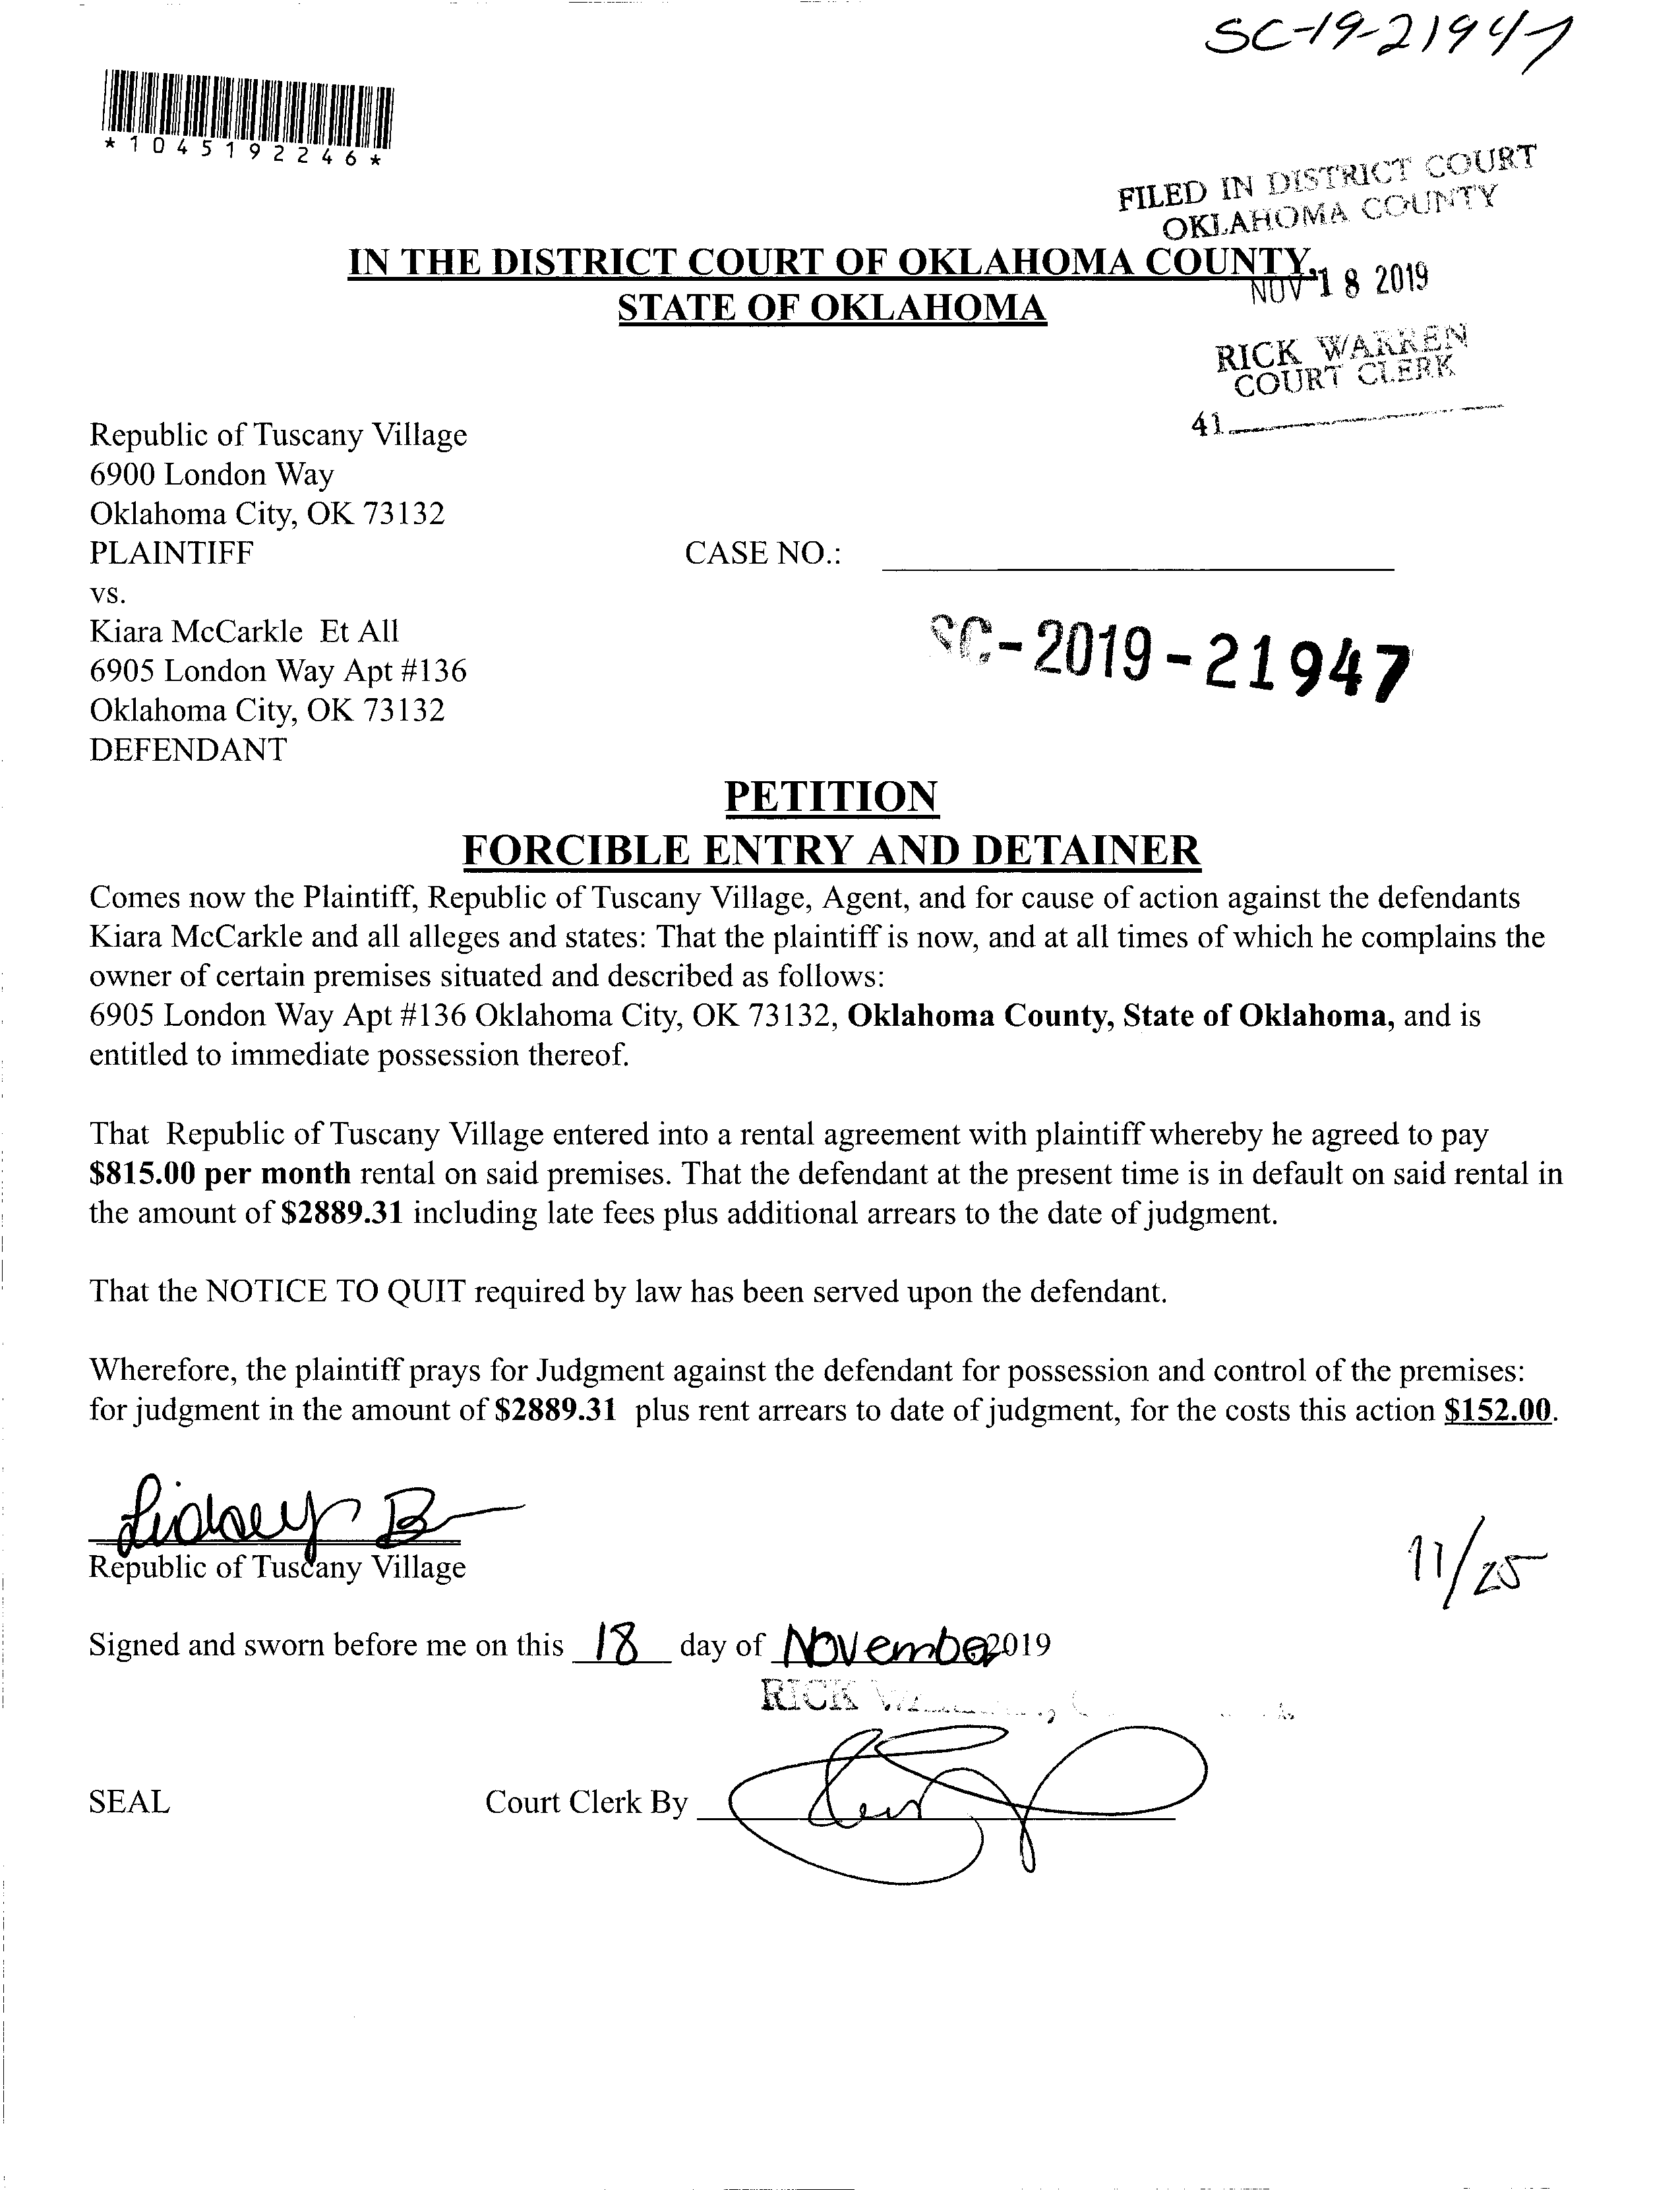 SC-19-21947
*1045192246*
FILED IN DISTRICT COURT
OKLAHOMA COUNTY
IN THE DISTRICT COURT OF OKLAHOMA COUNTY,
NOV 18 2019
STATE OF OKLAHOMA
RICK WARREN
COURT CLERK
41
Republic of Tuscany Village
6900 London Way
Oklahoma City, OK 73132
PLAINTIFF CASE NO.:
vs.
Kiara McCarkle Et All
SC-2019-21947
6905 London Way Apt #136
Oklahoma City, OK 73132
DEFENDANT
PETITION
FORCIBLE ENTRY AND DETAINER
Comes now the Plaintiff, Republic of Tuscany Village, Agent, and for cause of action against the defendants
Kiara McCarkle and all alleges and states: That the plaintiff is now, and at all times of which he complains the
owner of certain premises situated and described as follows:
6905 London Way Apt #136 Oklahoma City, OK 73132, Oklahoma County, State of Oklahoma, and is
entitled to immediate possession thereof.
That Republic of Tuscany Village entered into a rental agreement with plaintiff whereby he agreed to pay
$815.00 per month rental on said premises. That the defendant at the present time is in default on said rental in
the amount of $2889.31 including late fees plus additional arrears to the date of judgment.
That the NOTICE TO QUIT required by law has been served upon the defendant.
Wherefore, the plaintiff prays for Judgment against the defendant for possession and control of the premises:
for judgment in the amount of $2889.31 plus rent arrears to date of judgment, for the costs this action $152.00.
Republic of Tuscany Village
11/25
Signed and sworn before me on this 18 day of November 2019
RICK
SEAL Court Clerk By